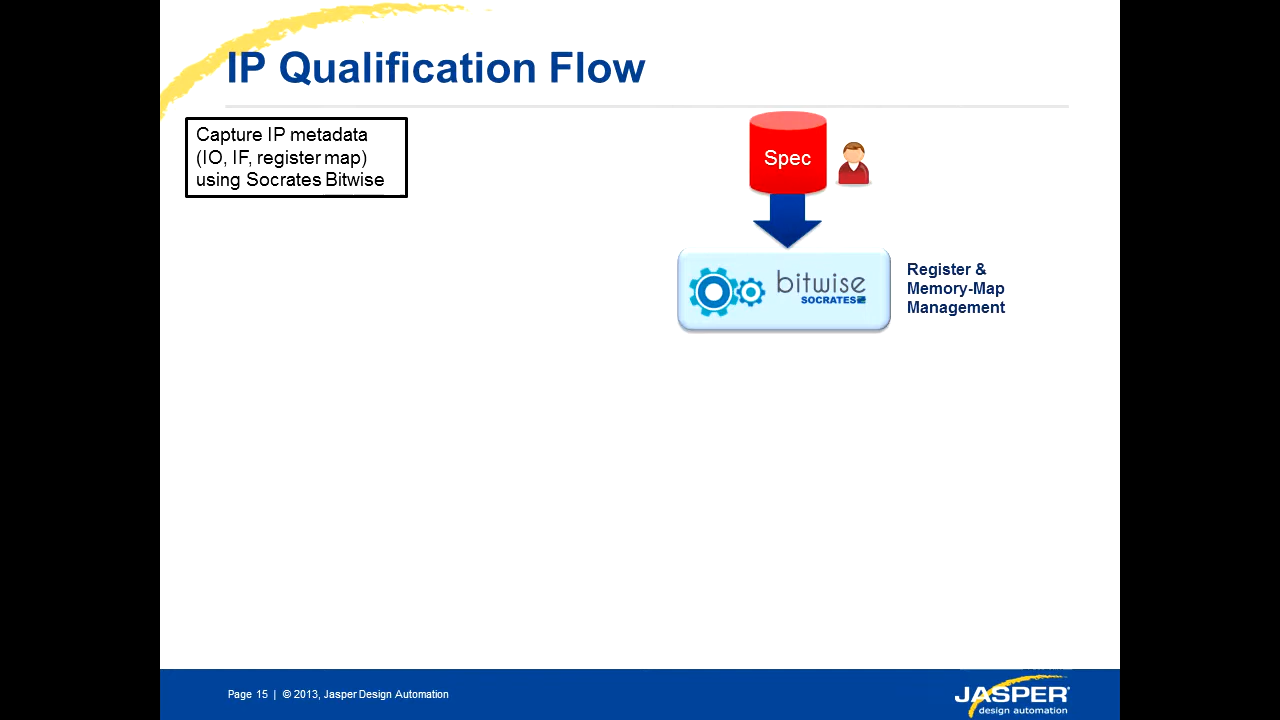 IP Qualification Flow
Capture IP metadata
(IO, IF, register map)
using Socrates Bitwise
Spec
bitwise
SOCRATES
Register &
Memory-Map
Management
Page 15 | © 2013, Jasper Design Automation
JASPER
design automation